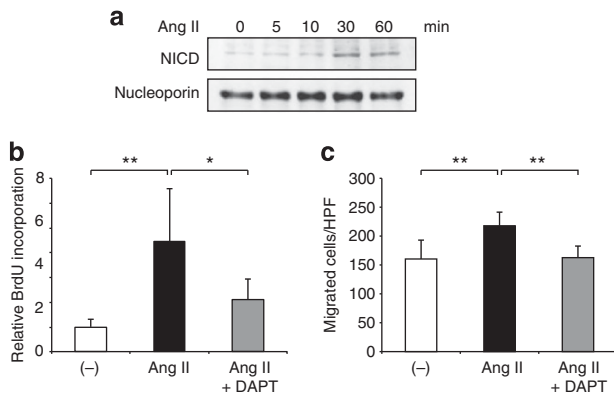 a
Ang II 0 5 10 30 60 min
NICD
Nucleoporin
b
** *
Relative BrdU incorporation
8
6
4
2
0
(–) Ang II Ang II
+ DAPT
c
** **
Migrated cells/HPF
300
250
200
150
100
50
0
(–) Ang II Ang II
+ DAPT